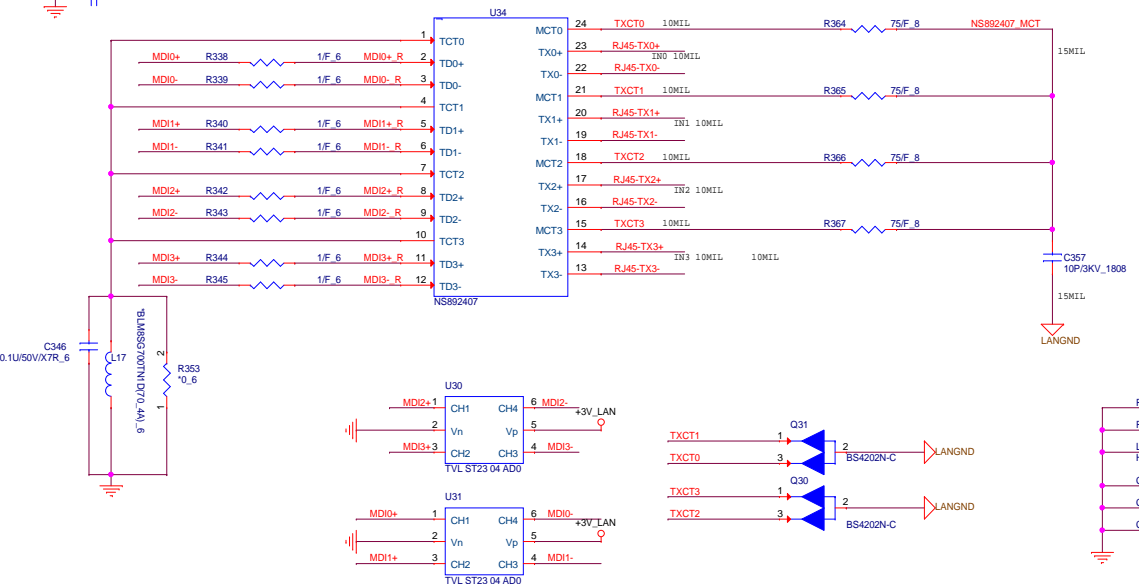 U34
1 TCT0 MCT0 24 TXCT0 10MIL R364 75/F_8 NS892407_MCT
MDI0+ R338 1/F_6 MDI0+_R 2 TD0+ TX0+ 23 RJ45-TX0+ IN0 10MIL 15MIL
MDI0- R339 1/F_6 MDI0-_R 3 TD0- TX0- 22 RJ45-TX0-
4 TCT1 MCT1 21 TXCT1 10MIL R365 75/F_8
MDI1+ R340 1/F_6 MDI1+_R 5 TD1+ TX1+ 20 RJ45-TX1+ IN1 10MIL
MDI1- R341 1/F_6 MDI1-_R 6 TD1- TX1- 19 RJ45-TX1-
7 TCT2 MCT2 18 TXCT2 10MIL R366 75/F_8
MDI2+ R342 1/F_6 MDI2+_R 8 TD2+ TX2+ 17 RJ45-TX2+ IN2 10MIL
MDI2- R343 1/F_6 MDI2-_R 9 TD2- TX2- 16 RJ45-TX2-
10 TCT3 MCT3 15 TXCT3 10MIL R367 75/F_8
MDI3+ R344 1/F_6 MDI3+_R 11 TD3+ TX3+ 14 RJ45-TX3+ IN3 10MIL 10MIL
MDI3- R345 1/F_6 MDI3-_R 12 TD3- TX3- 13 RJ45-TX3-
NS892407
C357
10P/3KV_1808
15MIL
LANGND
C346
0.1U/50V/X7R_6
L17
*BLM8SG700TN1D(70_4A)_6
2
R353
*0_6
1
U30
MDI2+ 1 CH1 CH4 6 MDI2-
+3V_LAN
2 Vn Vp 5
MDI3+ 3 CH2 CH3 4 MDI3-
TVL ST23 04 AD0
U31
MDI0+ 1 CH1 CH4 6 MDI0-
+3V_LAN
2 Vn Vp 5
MDI1+ 3 CH2 CH3 4 MDI1-
TVL ST23 04 AD0
Q31
TXCT1 1
2 LANGND
TXCT0 3 BS4202N-C
Q30
TXCT3 1
2 LANGND
TXCT2 3
BS4202N-C